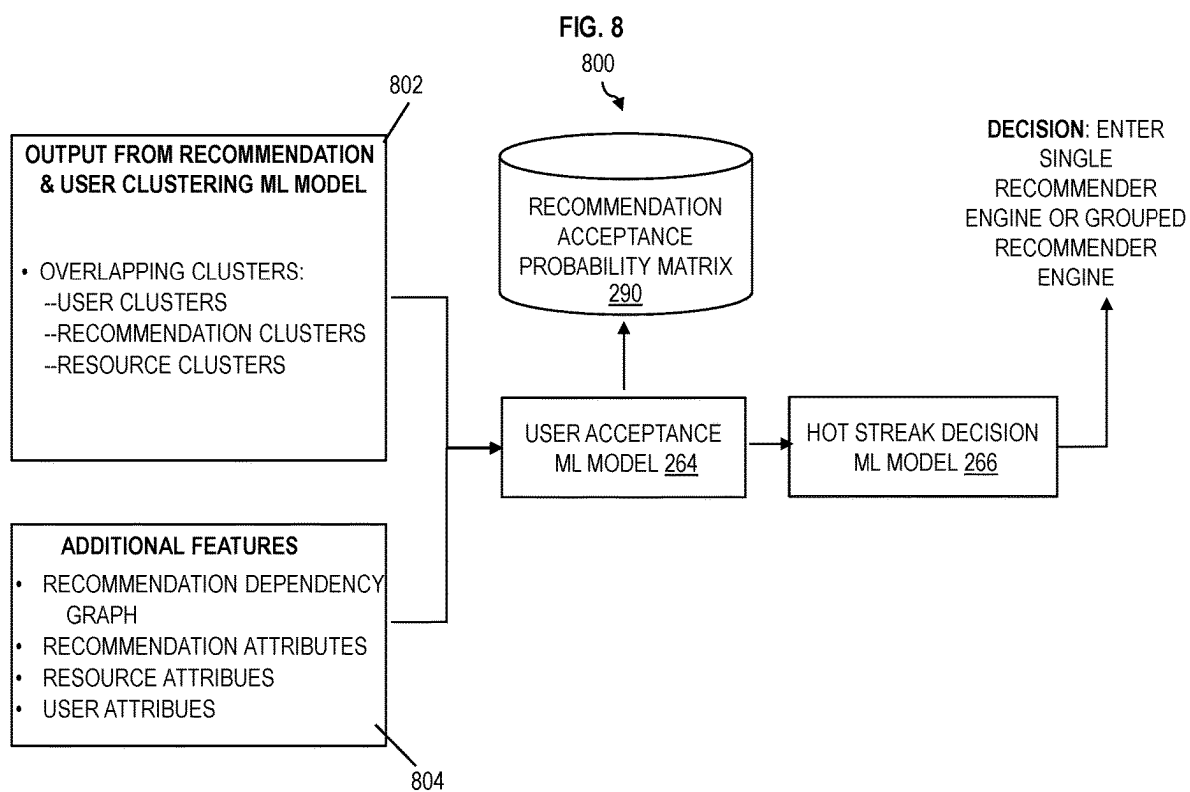 FIG. 8
800
802
OUTPUT FROM RECOMMENDATION
& USER CLUSTERING ML MODEL
• OVERLAPPING CLUSTERS:
--USER CLUSTERS
--RECOMMENDATION CLUSTERS
--RESOURCE CLUSTERS
RECOMMENDATION
ACCEPTANCE
PROBABILITY MATRIX
290
DECISION: ENTER
SINGLE
RECOMMENDER
ENGINE OR GROUPED
RECOMMENDER
ENGINE
USER ACCEPTANCE
ML MODEL 264
HOT STREAK DECISION
ML MODEL 266
ADDITIONAL FEATURES
• RECOMMENDATION DEPENDENCY
GRAPH
• RECOMMENDATION ATTRIBUTES
• RESOURCE ATTRIBUES
• USER ATTRIBUES
804